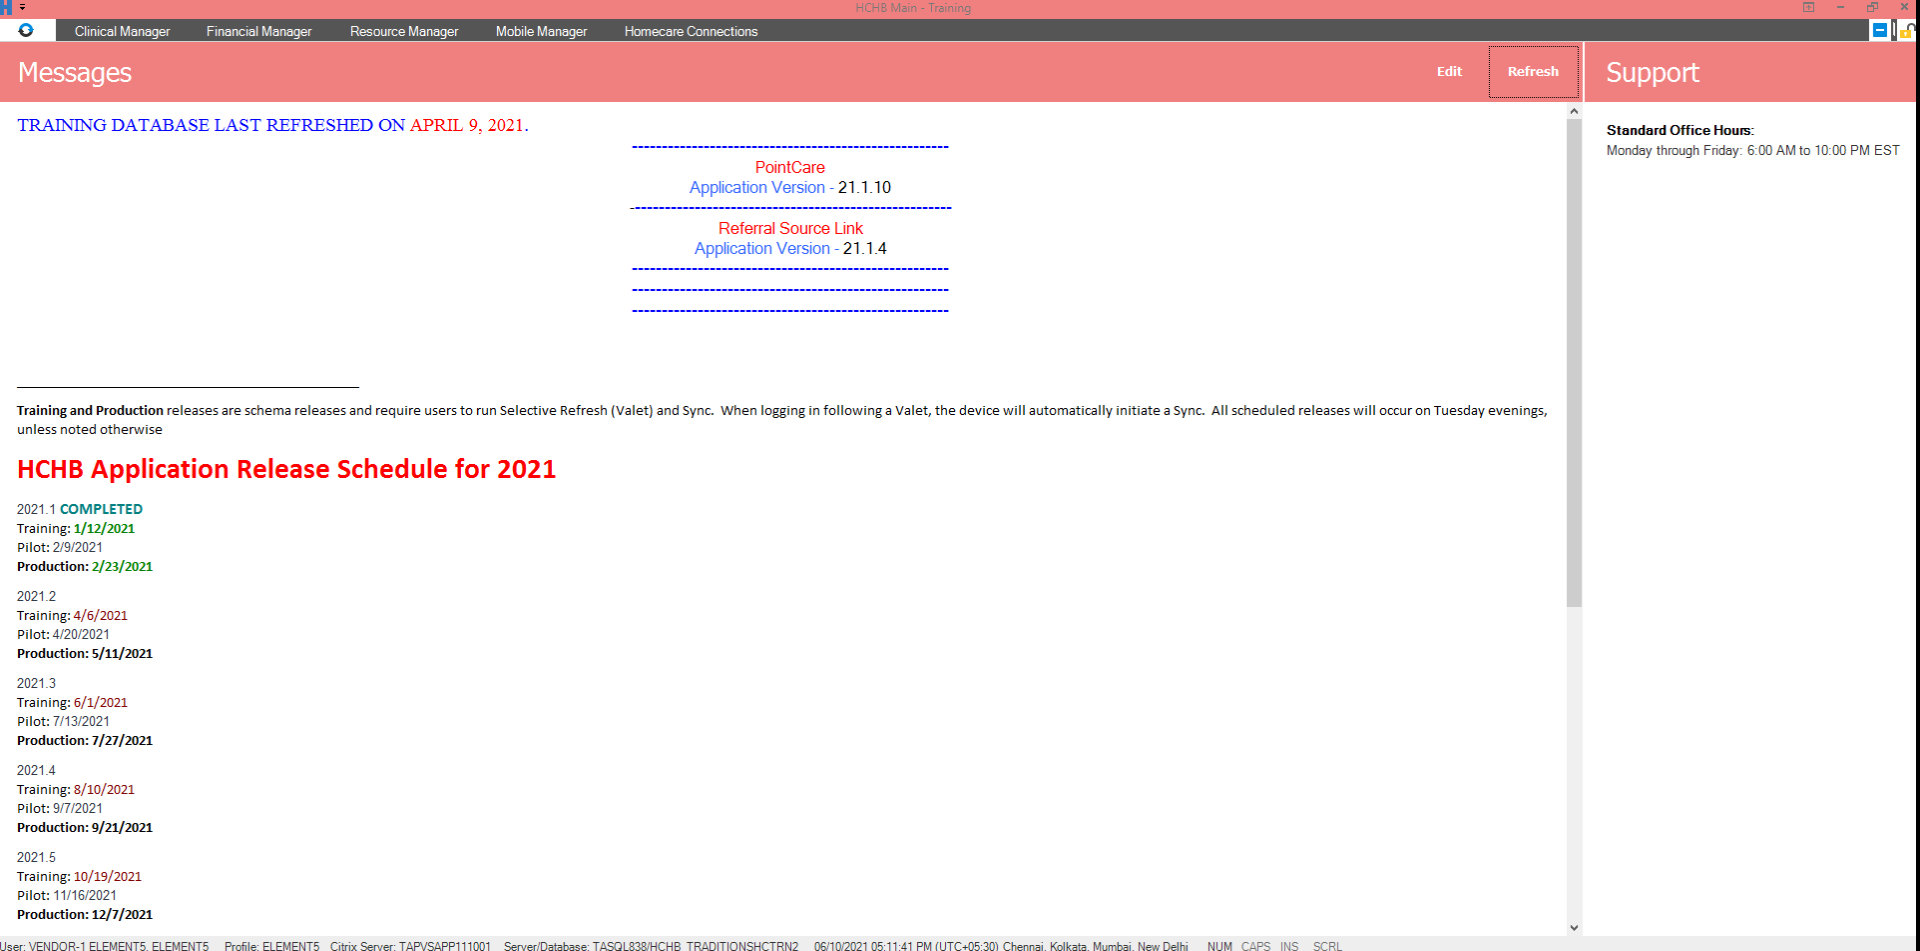 HCHB Main - Training
Clinical Manager Financial Manager Resource Manager Mobile Manager Homecare Connections
Messages Edit Refresh Support
TRAINING DATABASE LAST REFRESHED ON APRIL 9, 2021.
-----------------------------------------------------
PointCare
Application Version - 21.1.10
------------------------------------------------------
Referral Source Link
Application Version - 21.1.4
-----------------------------------------------------
-----------------------------------------------------
-----------------------------------------------------
Standard Office Hours:
Monday through Friday: 6:00 AM to 10:00 PM EST
Training and Production releases are schema releases and require users to run Selective Refresh (Valet) and Sync.  When logging in following a Valet, the device will automatically initiate a Sync.  All scheduled releases will occur on Tuesday evenings,
unless noted otherwise
HCHB Application Release Schedule for 2021
2021.1 COMPLETED
Training: 1/12/2021
Pilot: 2/9/2021
Production: 2/23/2021
2021.2
Training: 4/6/2021
Pilot: 4/20/2021
Production: 5/11/2021
2021.3
Training: 6/1/2021
Pilot: 7/13/2021
Production: 7/27/2021
2021.4
Training: 8/10/2021
Pilot: 9/7/2021
Production: 9/21/2021
2021.5
Training: 10/19/2021
Pilot: 11/16/2021
Production: 12/7/2021
User: VENDOR-1 ELEMENT5, ELEMENT5 Profile: ELEMENT5 Citrix Server: TAPVSAPP111001 Server/Database: TASQL838/HCHB_TRADITIONSHCTRN2 06/10/2021 05:11:41 PM (UTC+05:30) Chennai, Kolkata, Mumbai, New Delhi NUM CAPS INS SCRL